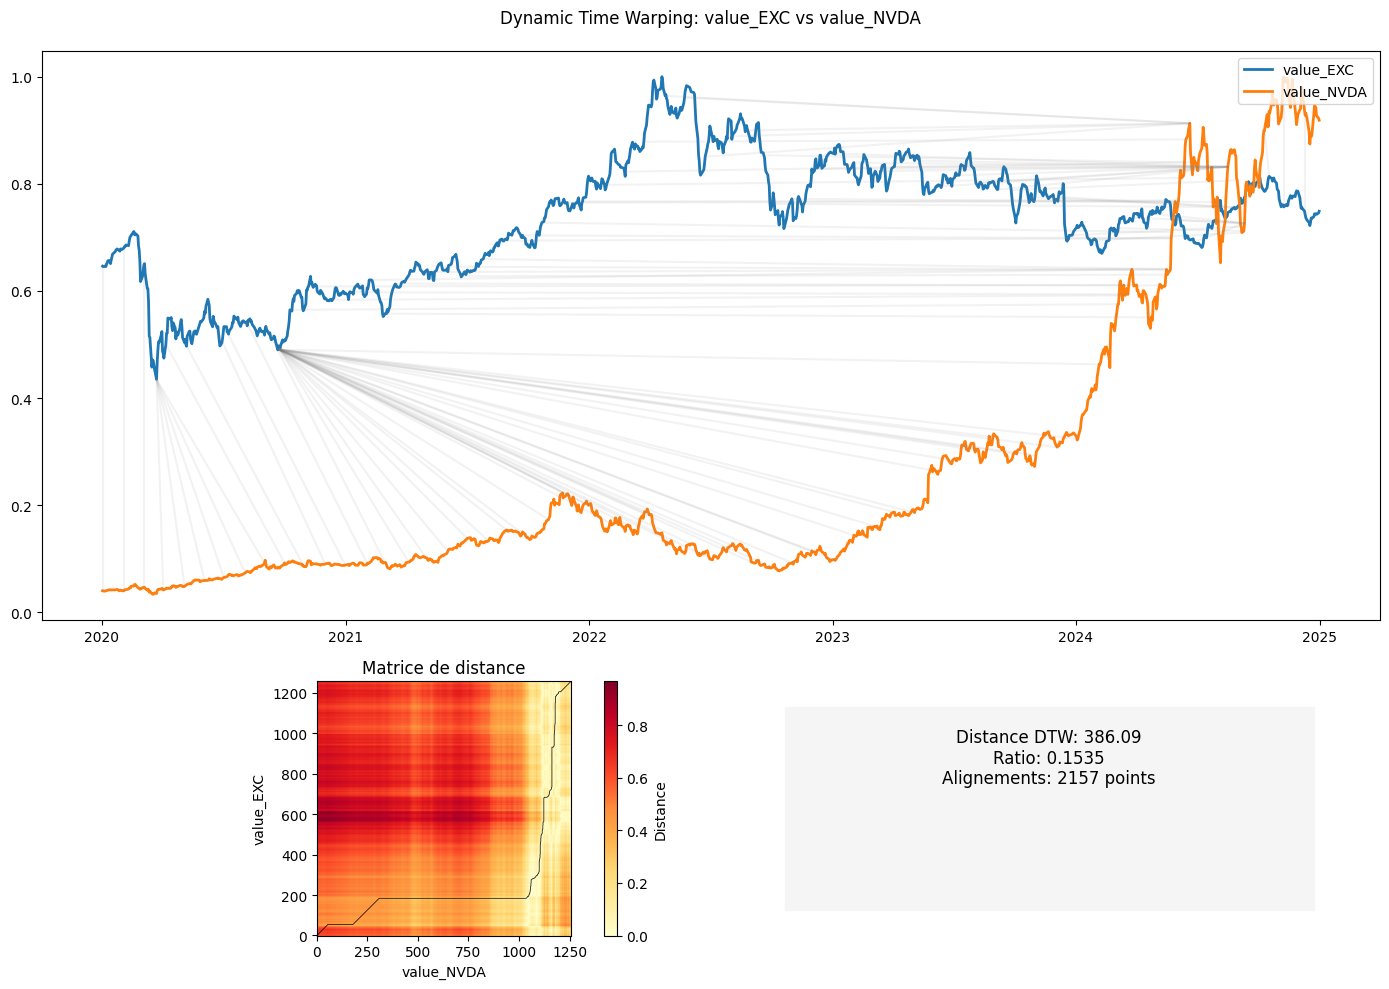 Dynamic Time Warping: value_EXC vs value_NVDA
value_EXC
value_NVDA
1.0
0.8
0.6
0.4
0.2
0.0
2020 2021 2022 2023 2024 2025
Matrice de distance
value_EXC
1200
1000
800
600
400
200
0
0 250 500 750 1000 1250
value_NVDA
0.8
0.6
0.4
0.2
0.0
Distance
Distance DTW: 386.09
Ratio: 0.1535
Alignements: 2157 points